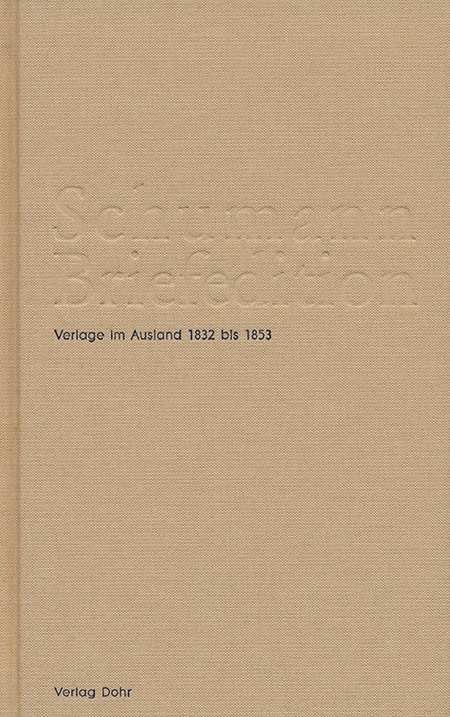 Schumann
Briefedition
Verlage im Ausland 1832 bis 1853
Verlag Dohr